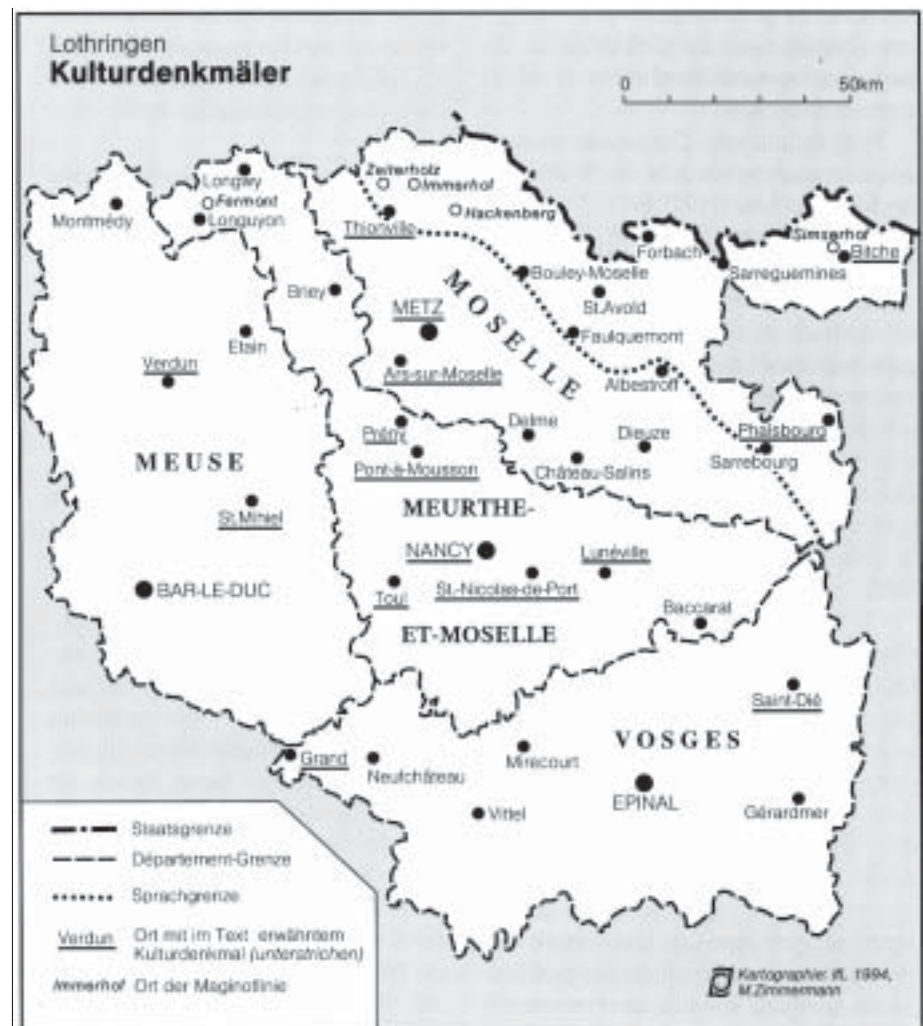 Lothringen
Kulturdenkmäler
0 50km
Longwy
Fermont
Longuyon
Montmédy
Zeiterholz
Immerhof
Hackenberg
Thionville
Forbach
Simserhof
Bitche
Sarreguemines
Bouley-Moselle
St.Avold
Briey
METZ
MOSELLE
Faulquemont
Etain
Verdun
Ars-sur-Moselle
Albestroff
Prény
Delme
Dieuze
Phalsbourg
MEUSE
Pont-à-Mousson
Château-Salins
Sarrebourg
St.Mihiel
MEURTHE-
NANCY
Lunéville
BAR-LE-DUC
Toul
St.-Nicolas-de-Port
Baccarat
ET-MOSELLE
Saint-Dié
VOSGES
Grand
Neufchâteau
Mirecourt
EPINAL
Vittel
Gérardmer
Staatsgrenze
Département-Grenze
Sprachgrenze
Verdun Ort mit im Text erwähntem
Kulturdenkmal (unterstrichen)
Immerhof Ort der Maginotlinie
Kartographie: IfL 1994,
M.Zimmermann